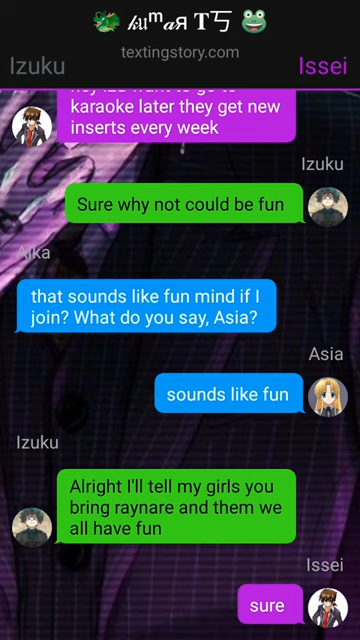 textingstory.com
Izuku
Issei
karaoke later they get new
inserts every week
Izuku
Sure why not could be fun
Aika
that sounds like fun mind if I
join? What do you say, Asia?
Asia
sounds like fun
Izuku
Alright I'll tell my girls you
bring raynare and them we
all have fun
Issei
sure